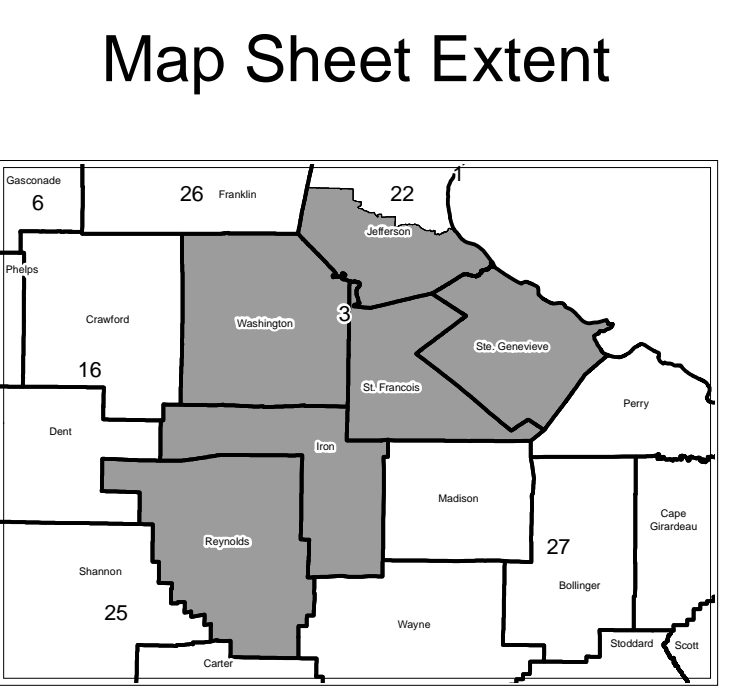 Map Sheet Extent
1
Gasonade
6
26
Franklin
22
Jefferson
Phelps
Crawford
3
Washington
Ste. Genevieve
16
St. Francois
Perry
Dent
Iron
Madison
Cape
Girardeau
Reynolds
27
Shannon
Bollinger
25
Wayne
Stoddard
Scott
Carter